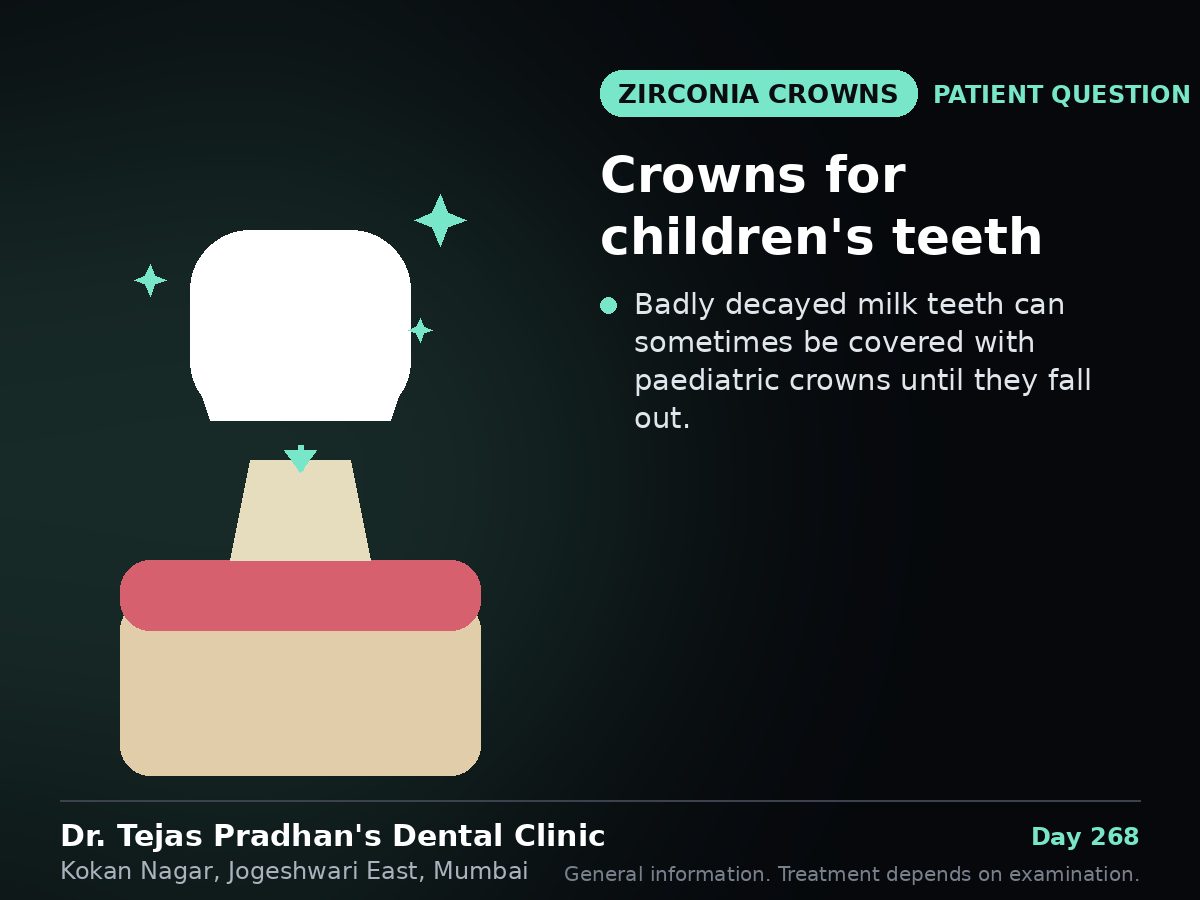 ZIRCONIA CROWNS
PATIENT QUESTION
Crowns for
children's teeth
Badly decayed milk teeth can
sometimes be covered with
paediatric crowns until they fall
out.
Dr. Tejas Pradhan's Dental Clinic
Day 268
Kokan Nagar, Jogeshwari East, Mumbai
General information. Treatment depends on examination.